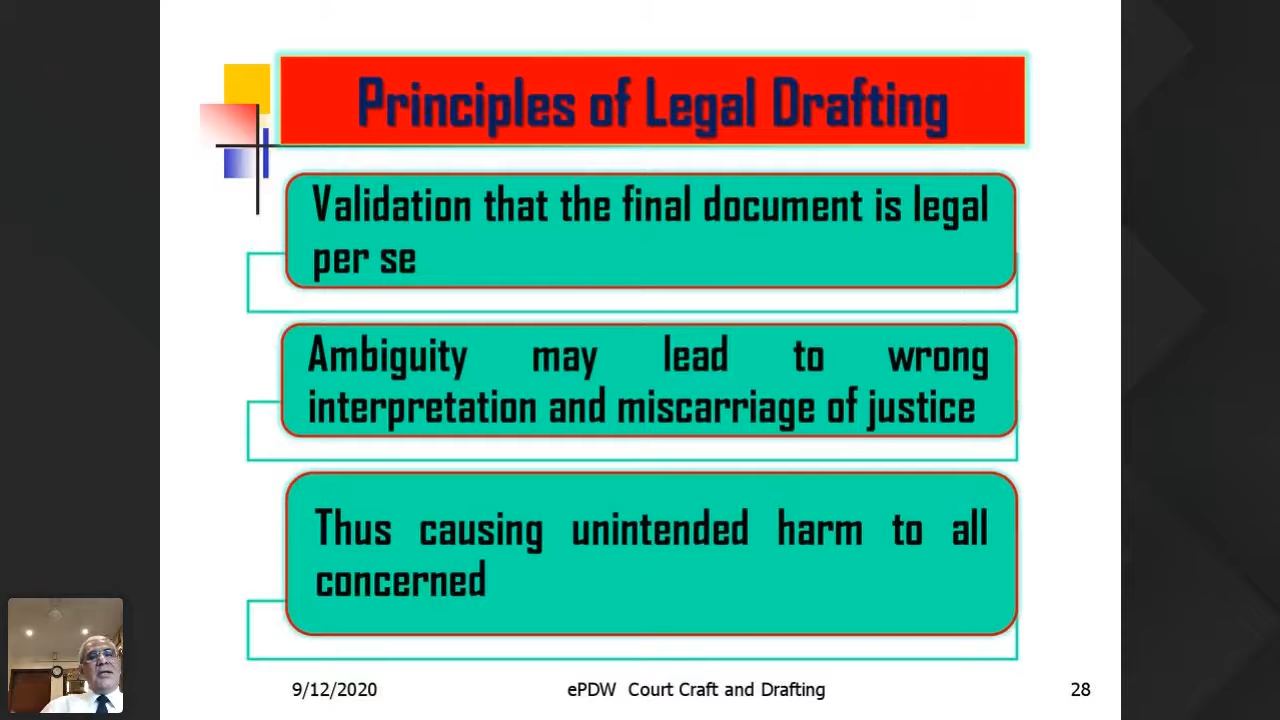 Principles of Legal Drafting
Validation that the final document is legal
per se
Ambiguity may lead to wrong
interpretation and miscarriage of justice
Thus causing unintended harm to all
concerned
9/12/2020 ePDW Court Craft and Drafting 28